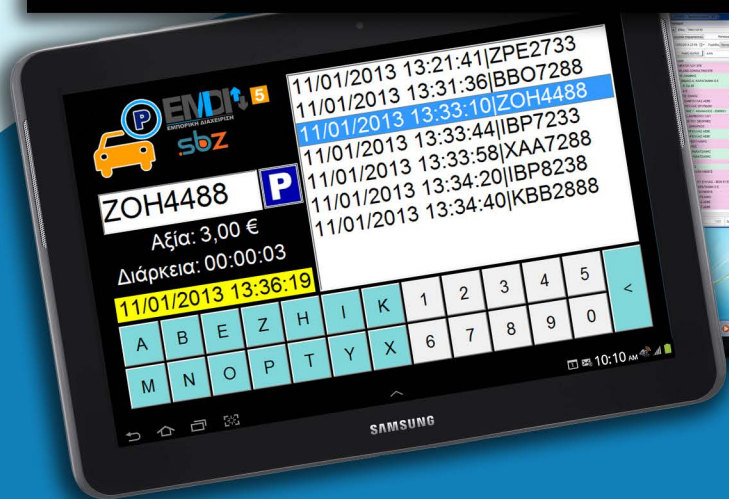 P
EMDI 5
ΕΜΠΟΡΙΚΗ ΔΙΑΧΕΙΡΙΣΗ
.sbz
ZOH4488
P
Αξία: 3,00 €
Διάρκεια: 00:00:03
11/01/2013 13:36:19
11/01/2013 13:21:41|ZPE2733
11/01/2013 13:31:36|BBO7288
11/01/2013 13:33:10|ZOH4488
11/01/2013 13:33:44|IBP7233
11/01/2013 13:33:58|XAA7288
11/01/2013 13:34:20|IBP8238
11/01/2013 13:34:40|KBB2888
A B E Z H I K 1 2 3 4 5 <
M N O P T Y X 6 7 8 9 0
10:10 AM
SAMSUNG